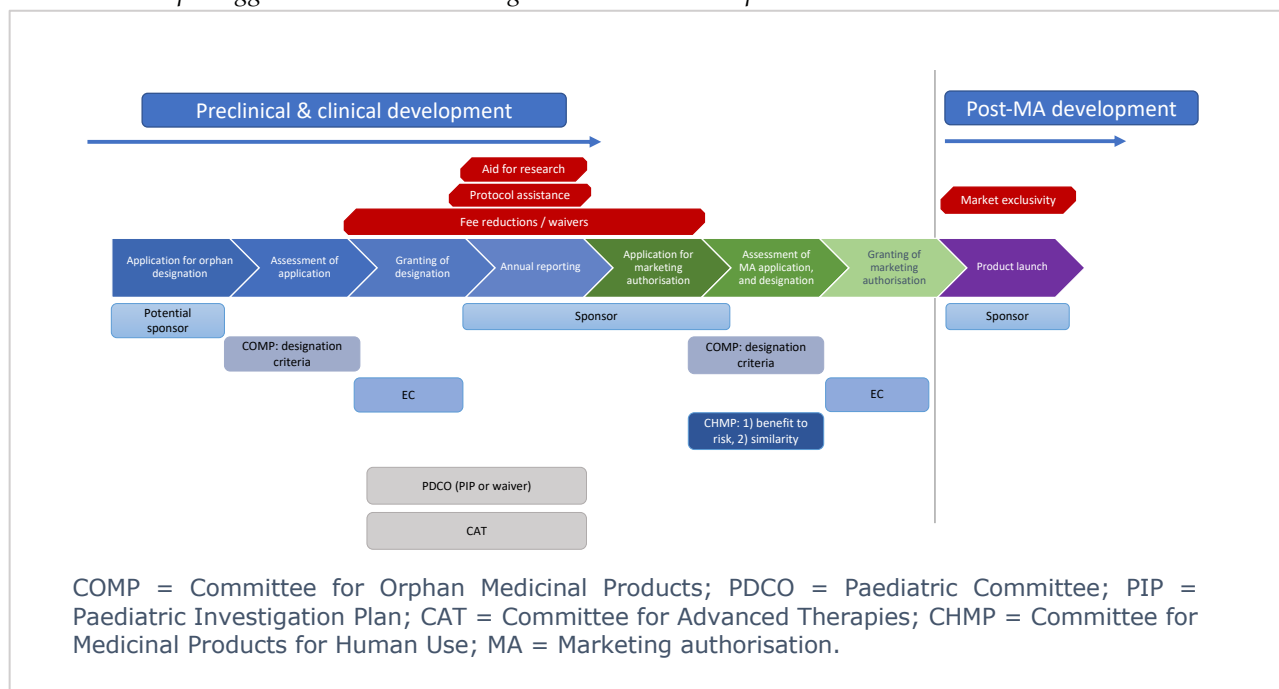 Preclinical & clinical development
Post-MA development
Aid for research
Protocol assistance
Market exclusivity
Fee reductions / waivers
Application for orphan
designation
Assessment of
application
Granting of
designation
Annual reporting
Application for
marketing
authorisation
Assessment of
MA application,
and designation
Granting of
marketing
authorisation
Product launch
Potential
sponsor
Sponsor
Sponsor
COMP: designation
criteria
COMP: designation
criteria
EC
EC
CHMP: 1) benefit to
risk, 2) similarity
PDCO (PIP or waiver)
CAT
COMP = Committee for Orphan Medicinal Products; PDCO = Paediatric Committee; PIP =
Paediatric Investigation Plan; CAT = Committee for Advanced Therapies; CHMP = Committee for
Medicinal Products for Human Use; MA = Marketing authorisation.